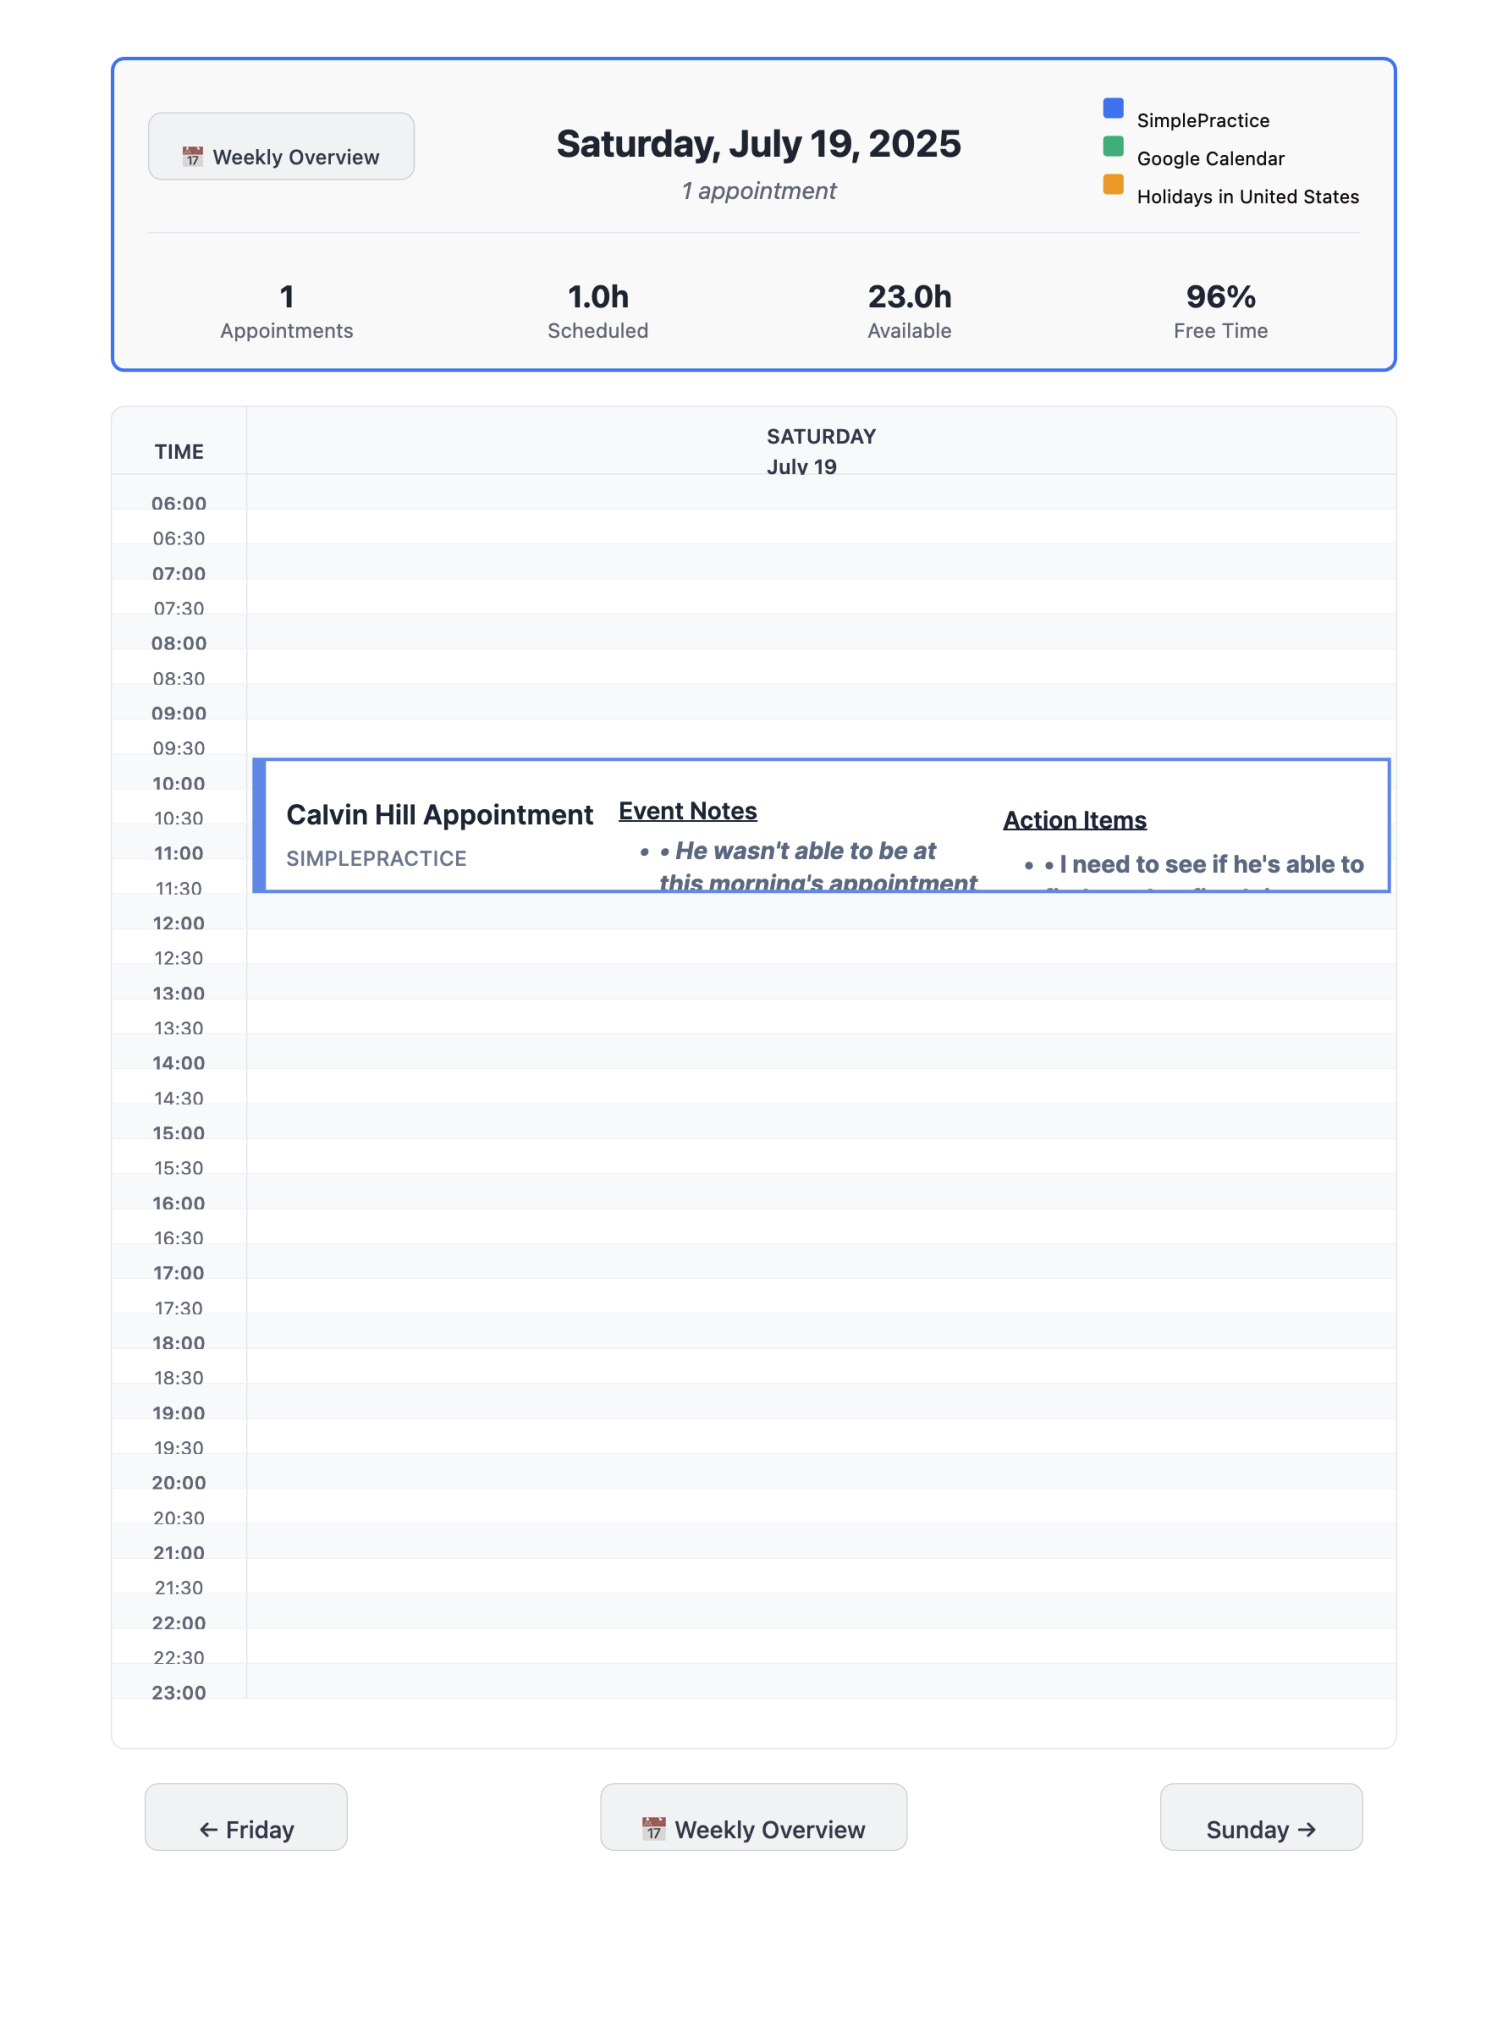 📅 Weekly Overview
Saturday, July 19, 2025
1 appointment
SimplePractice
Google Calendar
Holidays in United States
1
Appointments
1.0h
Scheduled
23.0h
Available
96%
Free Time
TIME
SATURDAY
July 19
06:00
06:30
07:00
07:30
08:00
08:30
09:00
09:30
10:00
10:30
11:00
11:30
Calvin Hill Appointment
SIMPLEPRACTICE
Event Notes
• • He wasn't able to be at
this morning's appointment
Action Items
• • I need to see if he's able to
12:00
12:30
13:00
13:30
14:00
14:30
15:00
15:30
16:00
16:30
17:00
17:30
18:00
18:30
19:00
19:30
20:00
20:30
21:00
21:30
22:00
22:30
23:00
← Friday
📅 Weekly Overview
Sunday →